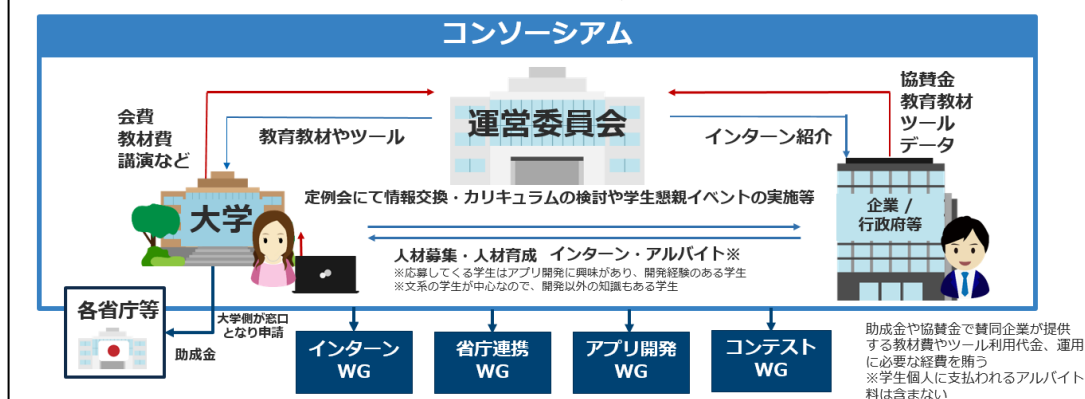 コンソーシアム
会費
教材費
講演など
教育教材やツール
運営委員会
インターン紹介
協賛金
教育教材
ツール
データ
定例会にて情報交換・カリキュラムの検討や学生懇親イベントの実施等
大学
企業 /
行政府等
人材募集・人材育成 インターン・アルバイト※
※応募してくる学生はアプリ開発に興味があり、開発経験のある学生
※文系の学生が中心なので、開発以外の知識もある学生
各省庁等
大学側が窓口
となり申請
助成金
インターン
WG
省庁連携
WG
アプリ開発
WG
コンテスト
WG
助成金や協賛金で賛同企業が提供
する教材費やツール利用代金、運用
に必要な経費を賄う
※学生個人に支払われるアルバイト
料は含まない